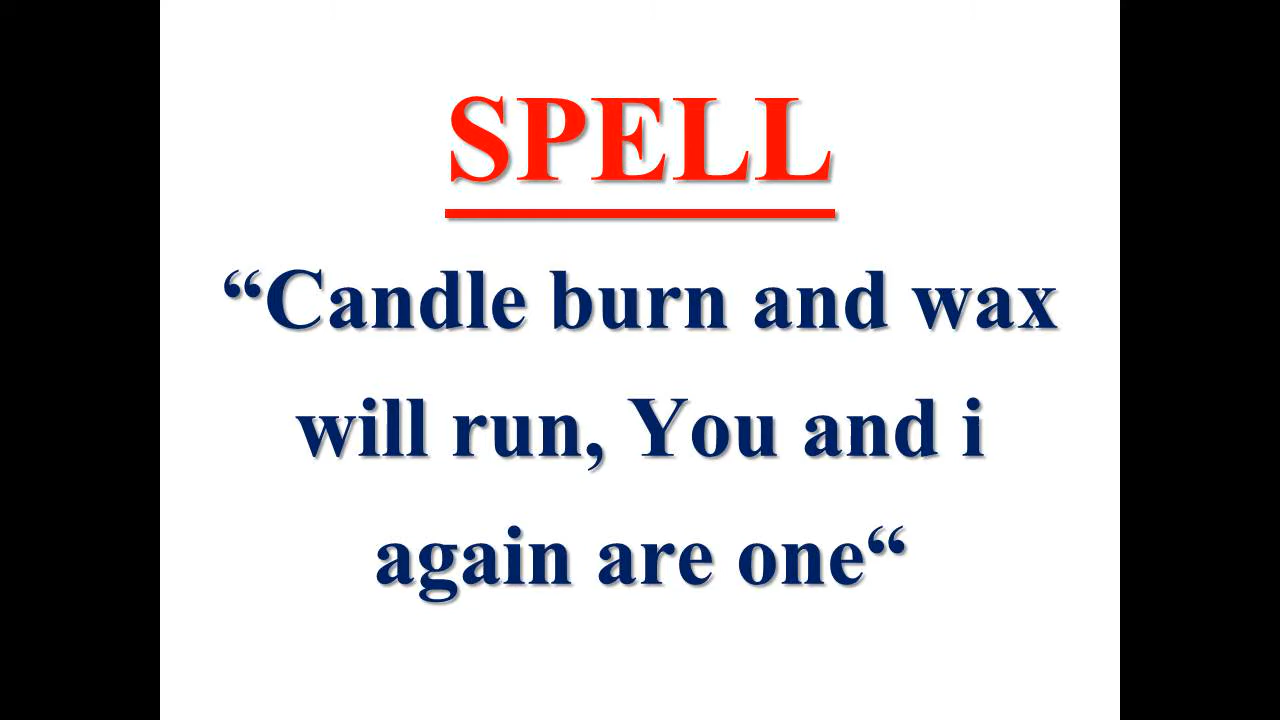 SPELL
“Candle burn and wax
will run, You and i
again are one“